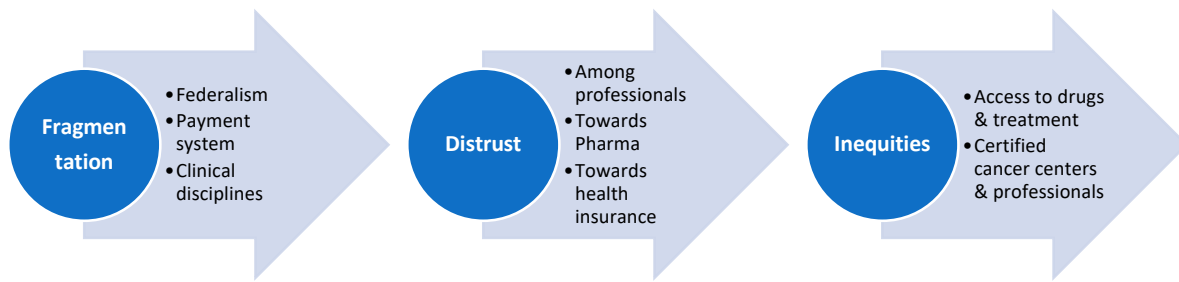 Fragmen
tation
•Federalism
•Payment
system
•Clinical
disciplines
Distrust
•Among
professionals
•Towards
Pharma
•Towards
health
insurance
Inequities
•Access to drugs
& treatment
•Certified
cancer centers
& professionals